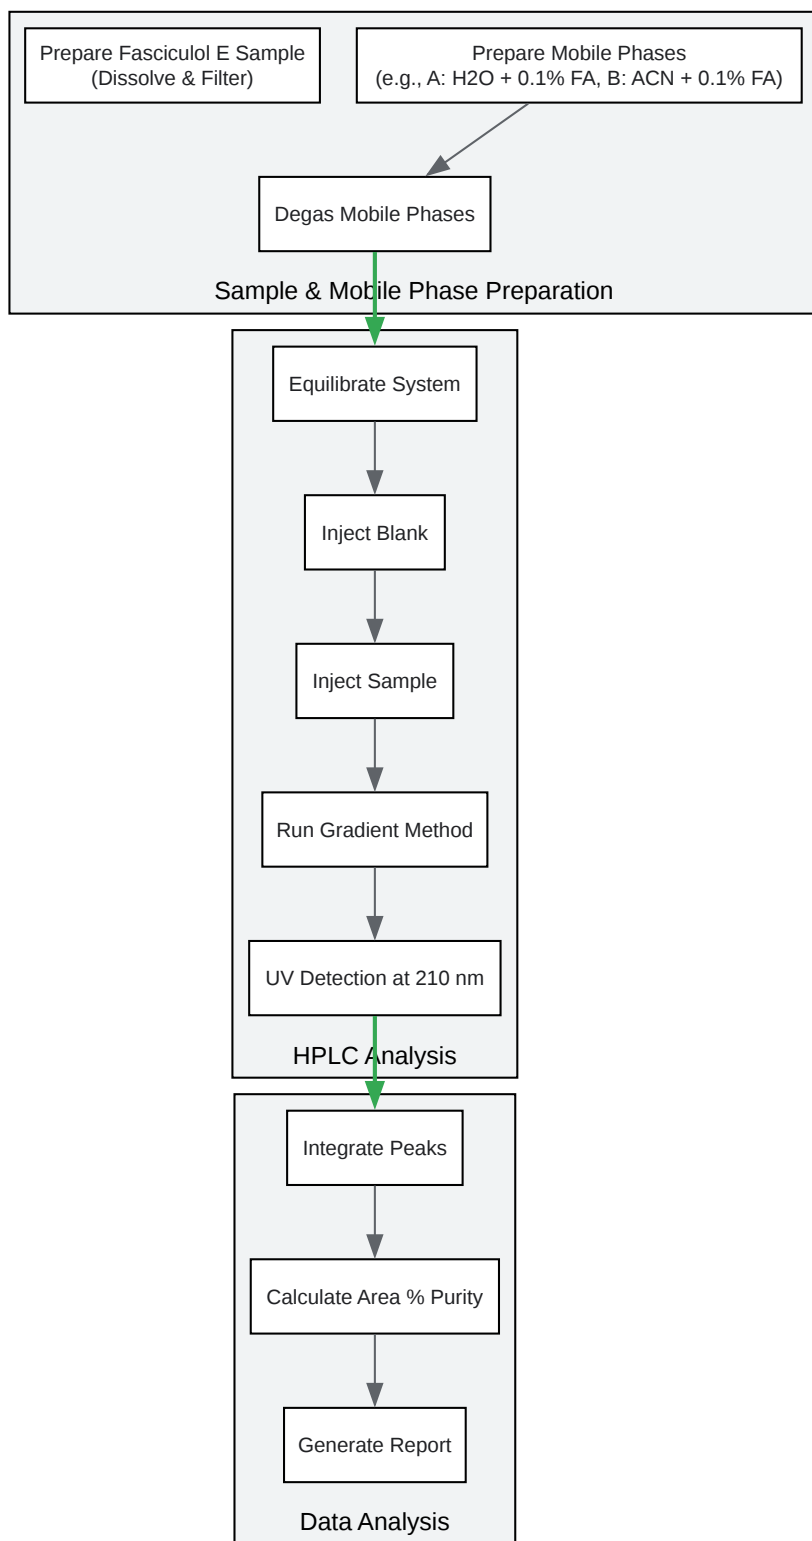 Prepare Fasciculol E Sample
(Dissolve & Filter)
Prepare Mobile Phases
(e.g., A: H2O + 0.1% FA, B: ACN + 0.1% FA)
Degas Mobile Phases
Sample & Mobile Phase Preparation
Equilibrate System
Inject Blank
Inject Sample
Run Gradient Method
UV Detection at 210 nm
HPLC Analysis
Integrate Peaks
Calculate Area % Purity
Generate Report
Data Analysis